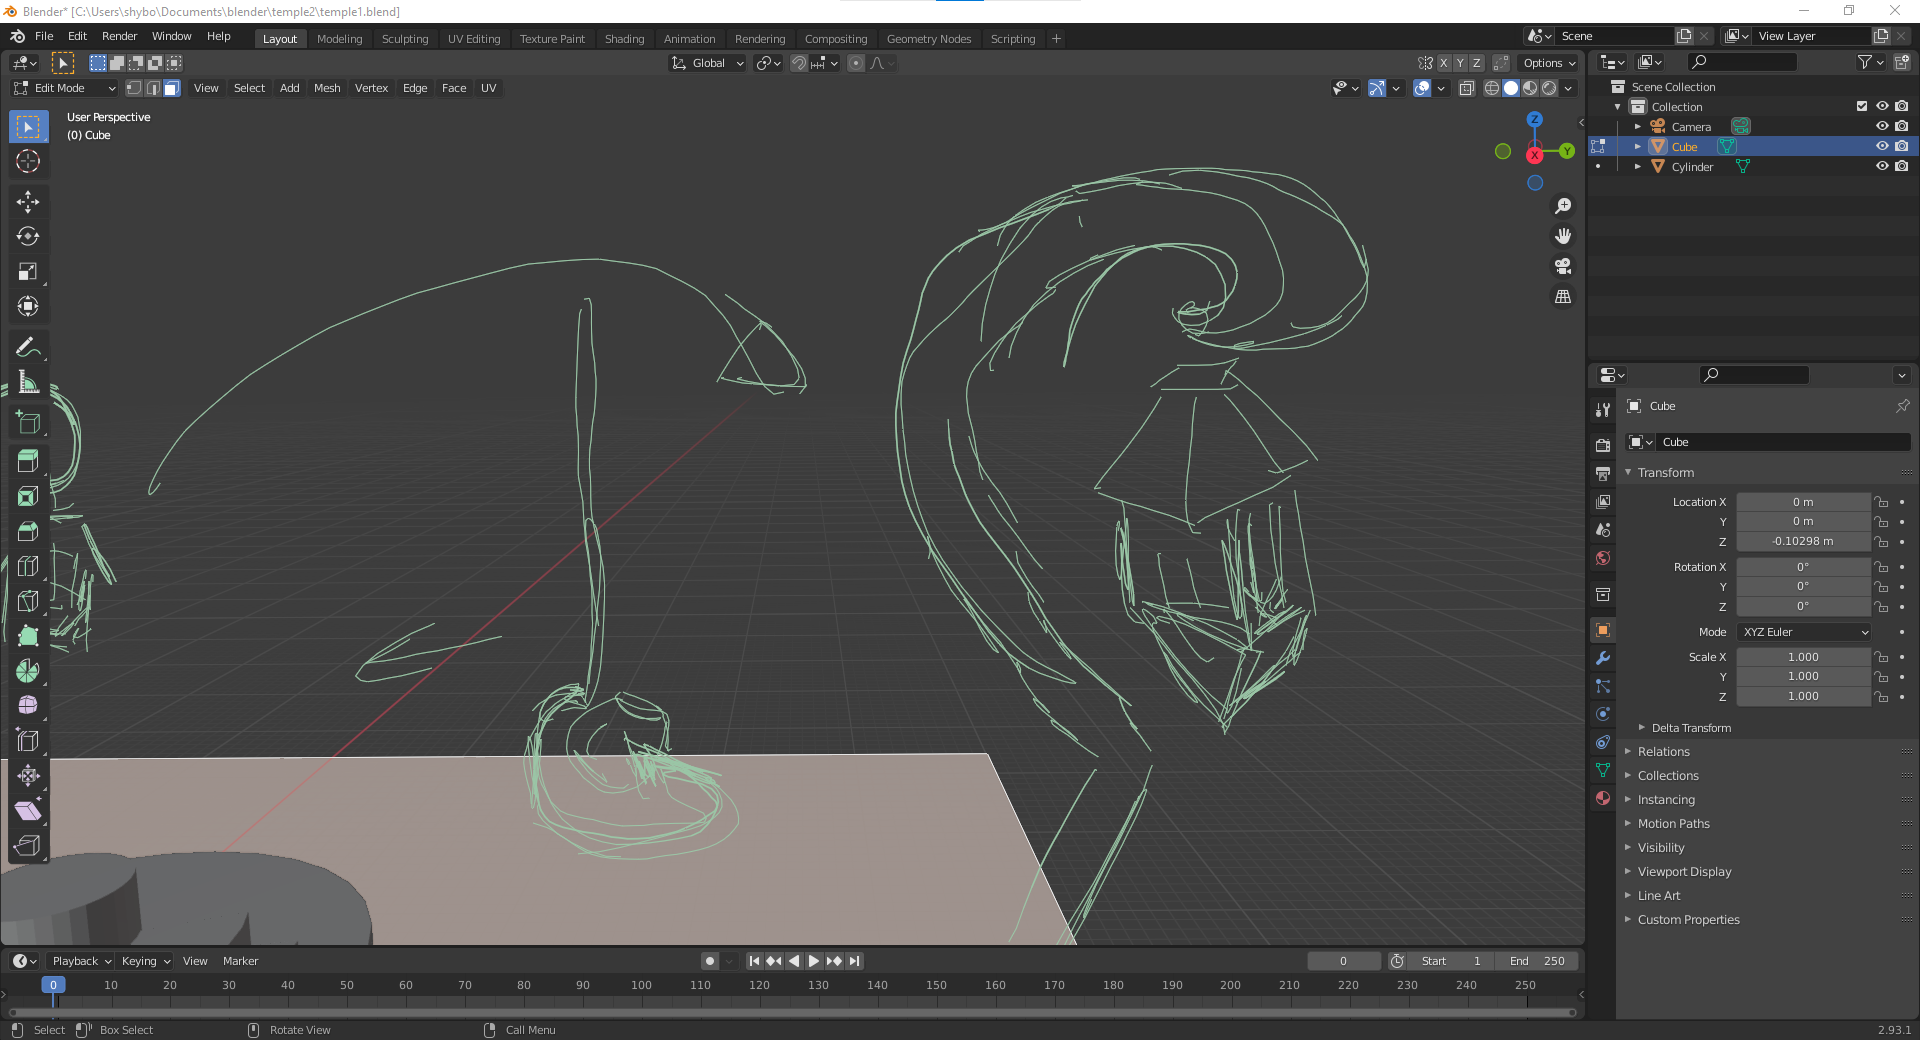 Blender* [C:\Users\shybo\Documents\blender\temple2\temple1.blend]
File Edit Render Window Help Layout Modeling Sculpting UV Editing Texture Paint Shading Animation Rendering Compositing Geometry Nodes Scripting + Scene View Layer
Global X Y Z Options
Edit Mode View Select Add Mesh Vertex Edge Face UV
User Perspective
(0) Cube
Z
Y
X
Scene Collection
Collection
Camera
Cube
Cylinder
Cube
Cube
Transform
Location X 0 m
Y 0 m
Z -0.10298 m
Rotation X 0°
Y 0°
Z 0°
Mode XYZ Euler
Scale X 1.000
Y 1.000
Z 1.000
Delta Transform
Relations
Collections
Instancing
Motion Paths
Visibility
Viewport Display
Line Art
Custom Properties
Playback Keying View Marker 0 Start 1 End 250
0 10 20 30 40 50 60 70 80 90 100 110 120 130 140 150 160 170 180 190 200 210 220 230 240 250
Select Box Select Rotate View Call Menu 2.93.1